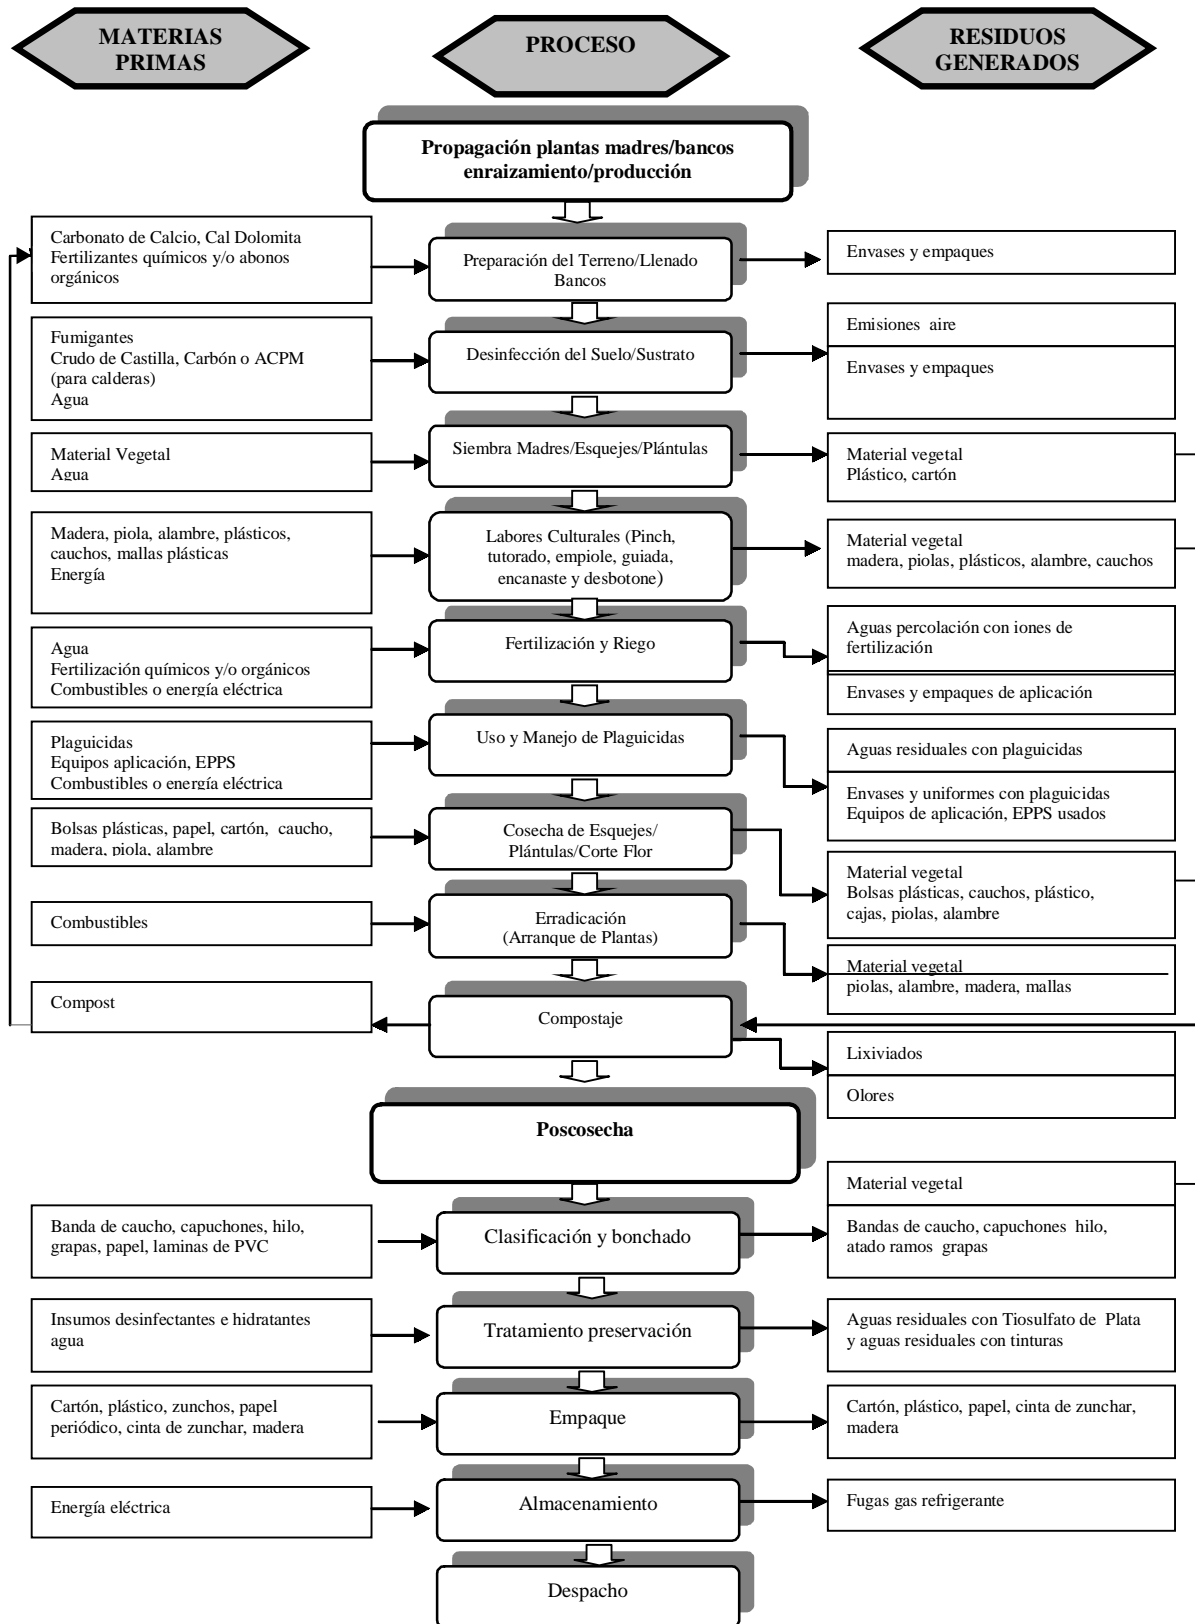 MATERIAS
PRIMAS
PROCESO
RESIDUOS
GENERADOS
Propagación plantas madres/bancos
enraizamiento/producción
Carbonato de Calcio, Cal Dolomita
Fertilizantes químicos y/o abonos
orgánicos
Preparación del Terreno/Llenado
Bancos
Envases y empaques
Fumigantes
Crudo de Castilla, Carbón o ACPM
(para calderas)
Agua
Desinfección del Suelo/Sustrato
Emisiones aire
Envases y empaques
Material Vegetal
Agua
Siembra Madres/Esquejes/Plántulas
Material vegetal
Plástico, cartón
Madera, piola, alambre, plásticos,
cauchos, mallas plásticas
Energía
Labores Culturales (Pinch,
tutorado, empiole, guiada,
encanaste y desbotone)
Material vegetal
madera, piolas, plásticos, alambre, cauchos
Agua
Fertilización químicos y/o orgánicos
Combustibles o energía eléctrica
Fertilización y Riego
Aguas percolación con iones de
fertilización
Envases y empaques de aplicación
Plaguicidas
Equipos aplicación, EPPS
Combustibles o energía eléctrica
Uso y Manejo de Plaguicidas
Aguas residuales con plaguicidas
Envases y uniformes con plaguicidas
Equipos de aplicación, EPPS usados
Bolsas plásticas, papel, cartón, caucho,
madera, piola, alambre
Cosecha de Esquejes/
Plántulas/Corte Flor
Material vegetal
Bolsas plásticas, cauchos, plástico,
cajas, piolas, alambre
Combustibles
Erradicación
(Arranque de Plantas)
Material vegetal
piolas, alambre, madera, mallas
Compost
Compostaje
Lixiviados
Olores
Poscosecha
Material vegetal
Banda de caucho, capuchones, hilo,
grapas, papel, laminas de PVC
Clasificación y bonchado
Bandas de caucho, capuchones hilo,
atado ramos grapas
Insumos desinfectantes e hidratantes
agua
Tratamiento preservación
Aguas residuales con Tiosulfato de Plata
y aguas residuales con tinturas
Cartón, plástico, zunchos, papel
periódico, cinta de zunchar, madera
Empaque
Cartón, plástico, papel, cinta de zunchar,
madera
Energía eléctrica
Almacenamiento
Fugas gas refrigerante
Despacho